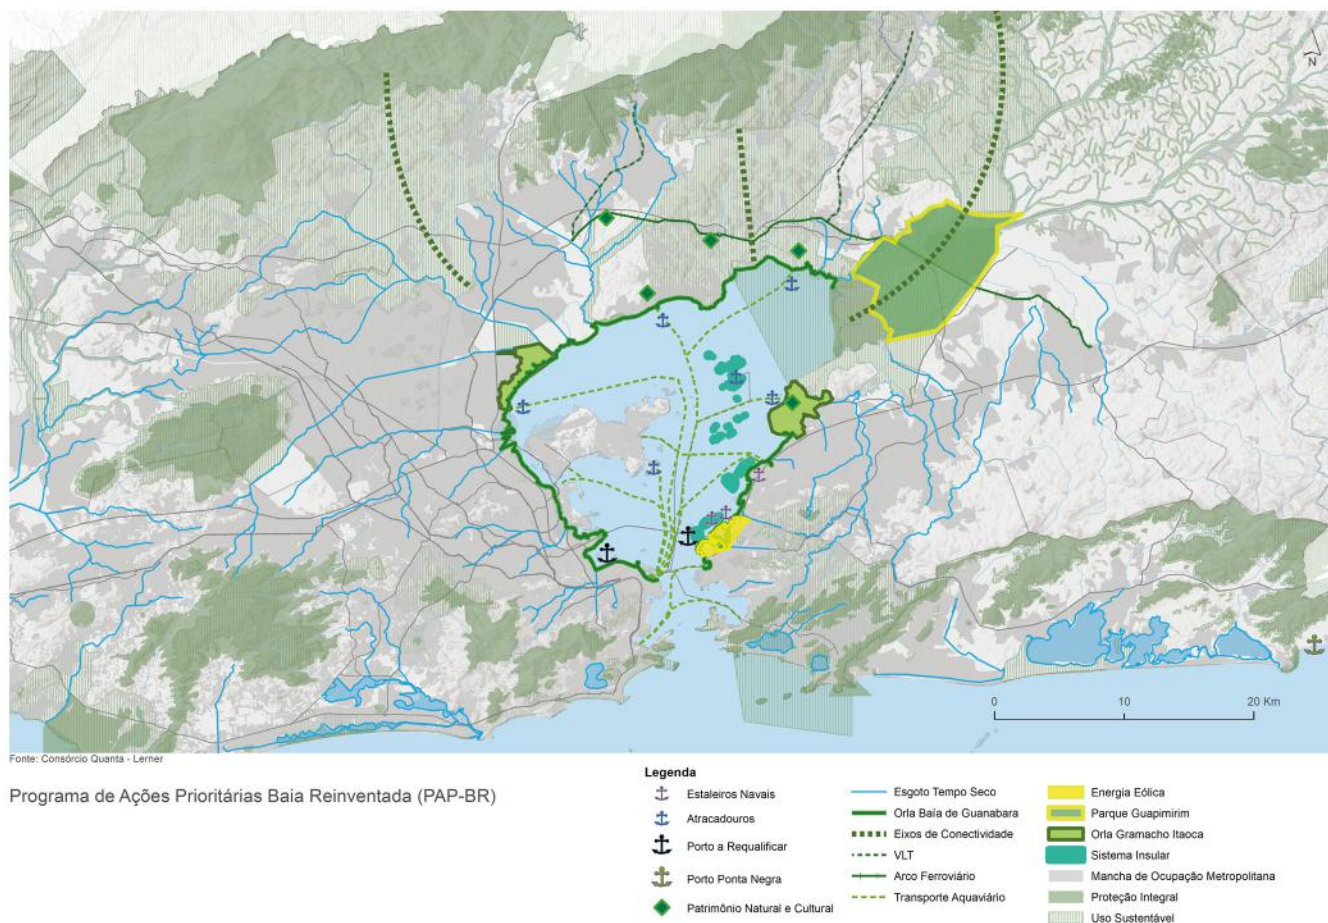 N
0 10 20 Km
Fonte: Consórcio Quanta - Lerner
Programa de Ações Prioritárias Baia Reinventada (PAP-BR)
Legenda
Estaleiros Navais
Atracadouros
Porto a Requalificar
Porto Ponta Negra
Patrimônio Natural e Cultural
Esgoto Tempo Seco
Orla Baía de Guanabara
Eixos de Conectividade
VLT
Arco Ferroviário
Transporte Aquaviário
Energia Eólica
Parque Guapimirim
Orla Gramacho Itaoca
Sistema Insular
Mancha de Ocupação Metropolitana
Proteção Integral
Uso Sustentável